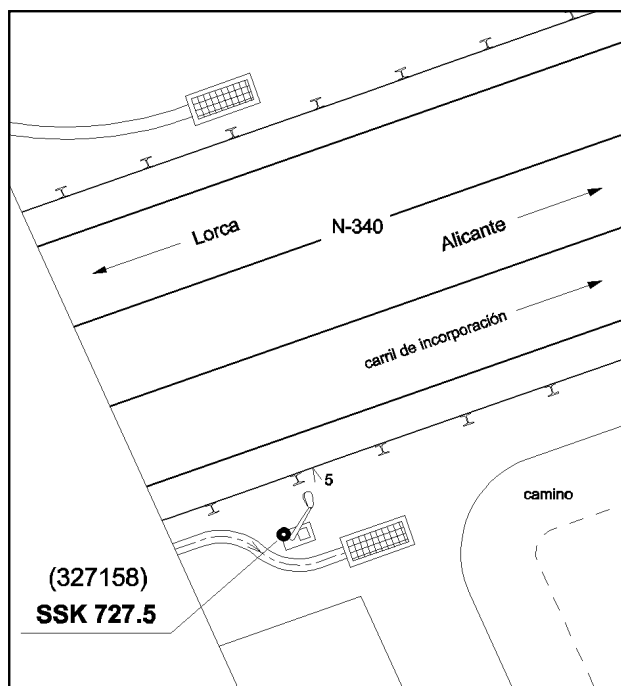 Lorca
N-340
Alicante
carril de incorporación
5
camino
(327158)
SSK 727.5